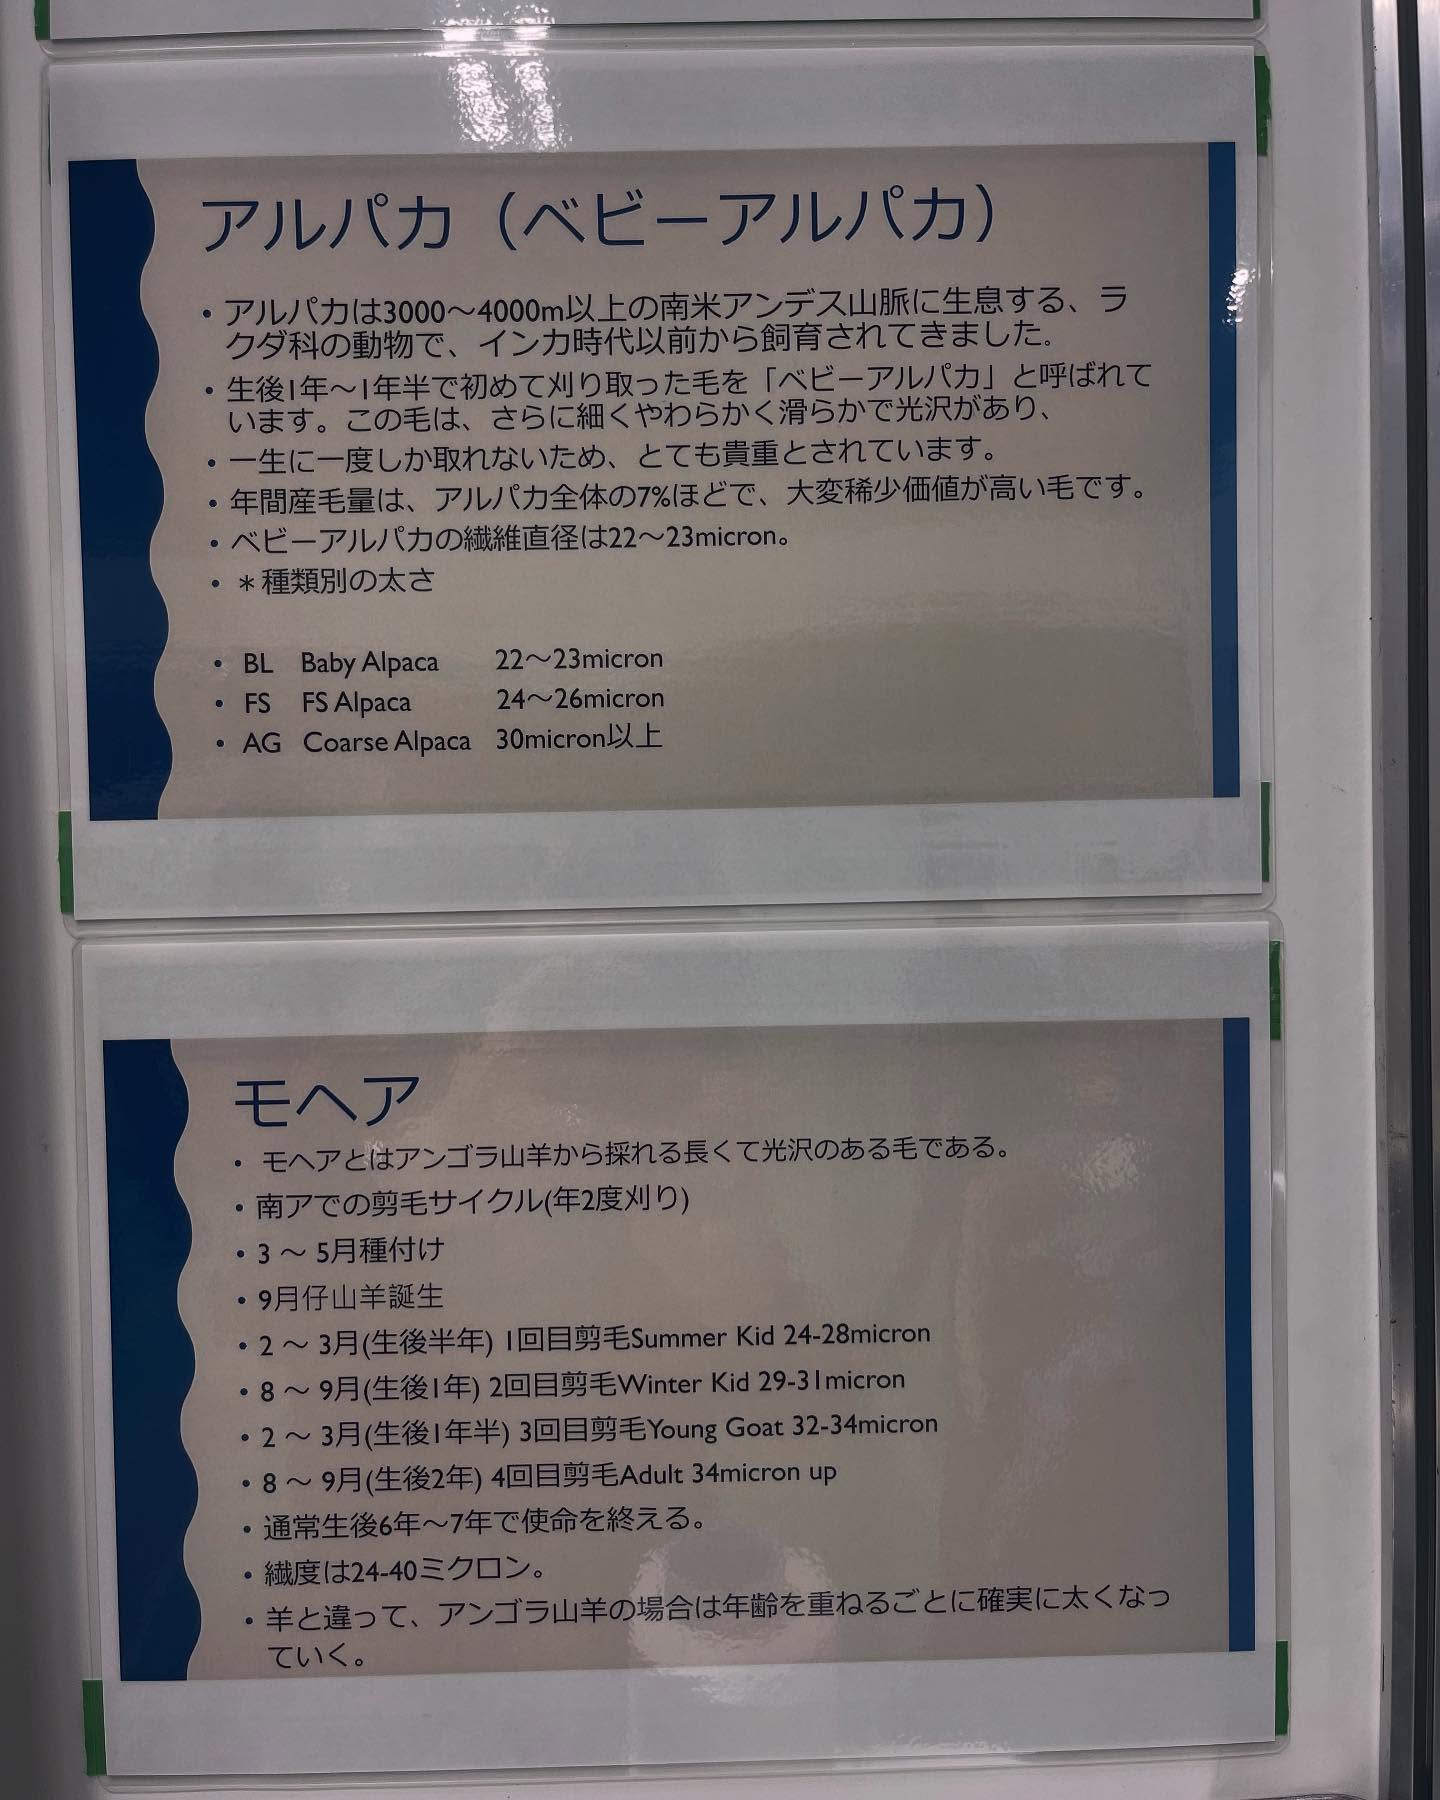 アルパカ（ベビーアルパカ）
• アルパカは3000～4000m以上の南米アンデス山脈に生息する、ラ
クダ科の動物で、インカ時代以前から飼育されてきました。
• 生後1年～1年半で初めて刈り取った毛を「ベビーアルパカ」と呼ばれて
います。この毛は、さらに細くやわらかく滑らかで光沢があり、
• 一生に一度しか取れないため、とても貴重とされています。
• 年間産毛量は、アルパカ全体の7%ほどで、大変稀少価値が高い毛です。
• ベビーアルパカの繊維直径は22～23micron。
• ＊種類別の太さ
• BL Baby Alpaca 22～23micron
• FS FS Alpaca 24～26micron
• AG Coarse Alpaca 30micron以上
モヘア
• モヘアとはアンゴラ山羊から採れる長くて光沢のある毛である。
• 南アでの剪毛サイクル(年2度刈り)
• 3 ～ 5月種付け
• 9月仔山羊誕生
• 2 ～ 3月(生後半年) 1回目剪毛Summer Kid 24-28micron
• 8 ～ 9月(生後1年) 2回目剪毛Winter Kid 29-31micron
• 2 ～ 3月(生後1年半) 3回目剪毛Young Goat 32-34micron
• 8 ～ 9月(生後2年) 4回目剪毛Adult 34micron up
• 通常生後6年～7年で使命を終える。
• 繊度は24-40ミクロン。
• 羊と違って、アンゴラ山羊の場合は年齢を重ねるごとに確実に太くなっ
ていく。